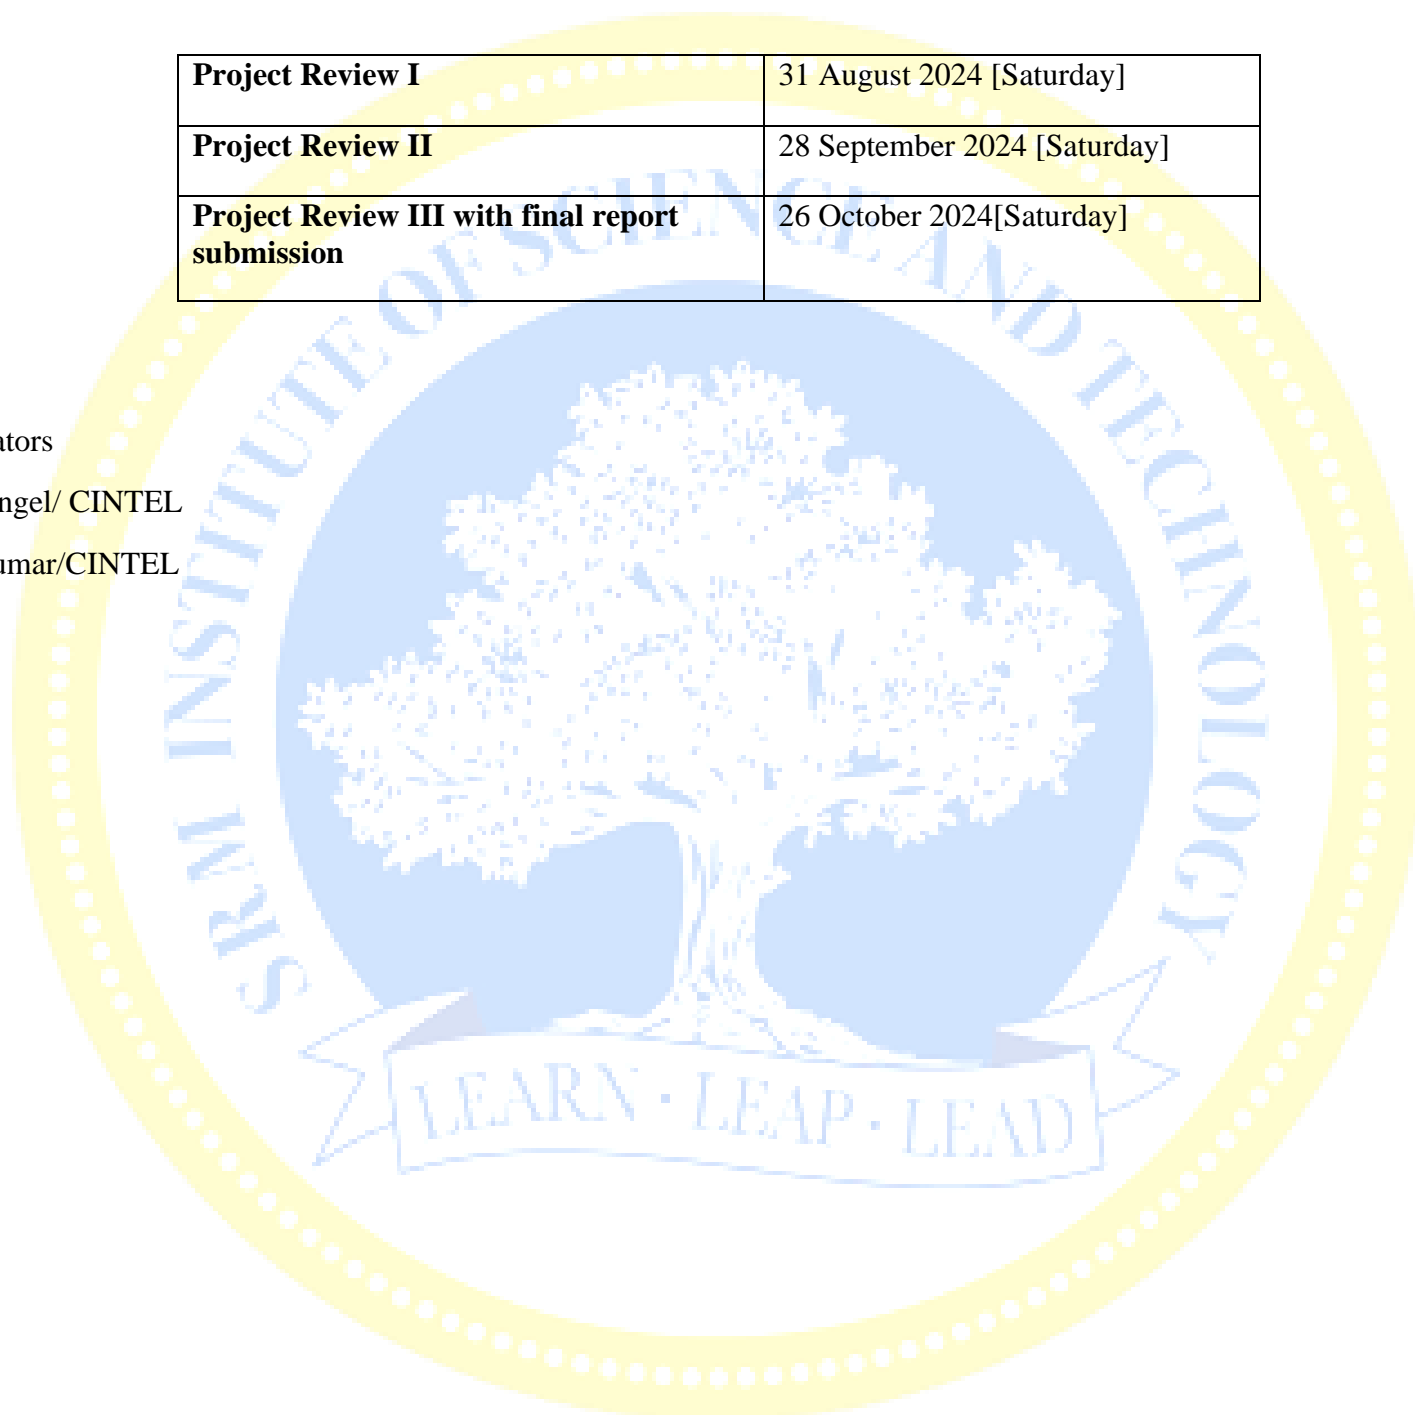 Project Review I 31 August 2024 [Saturday]
Project Review II 28 September 2024 [Saturday]
Project Review III with final report 26 October 2024[Saturday]
submission
ators
ngel/ CINTEL
umar/CINTEL
SRM INSTITUTE OF SCIENCE AND TECHNOLOGY
LEARN · LEAP · LEAD